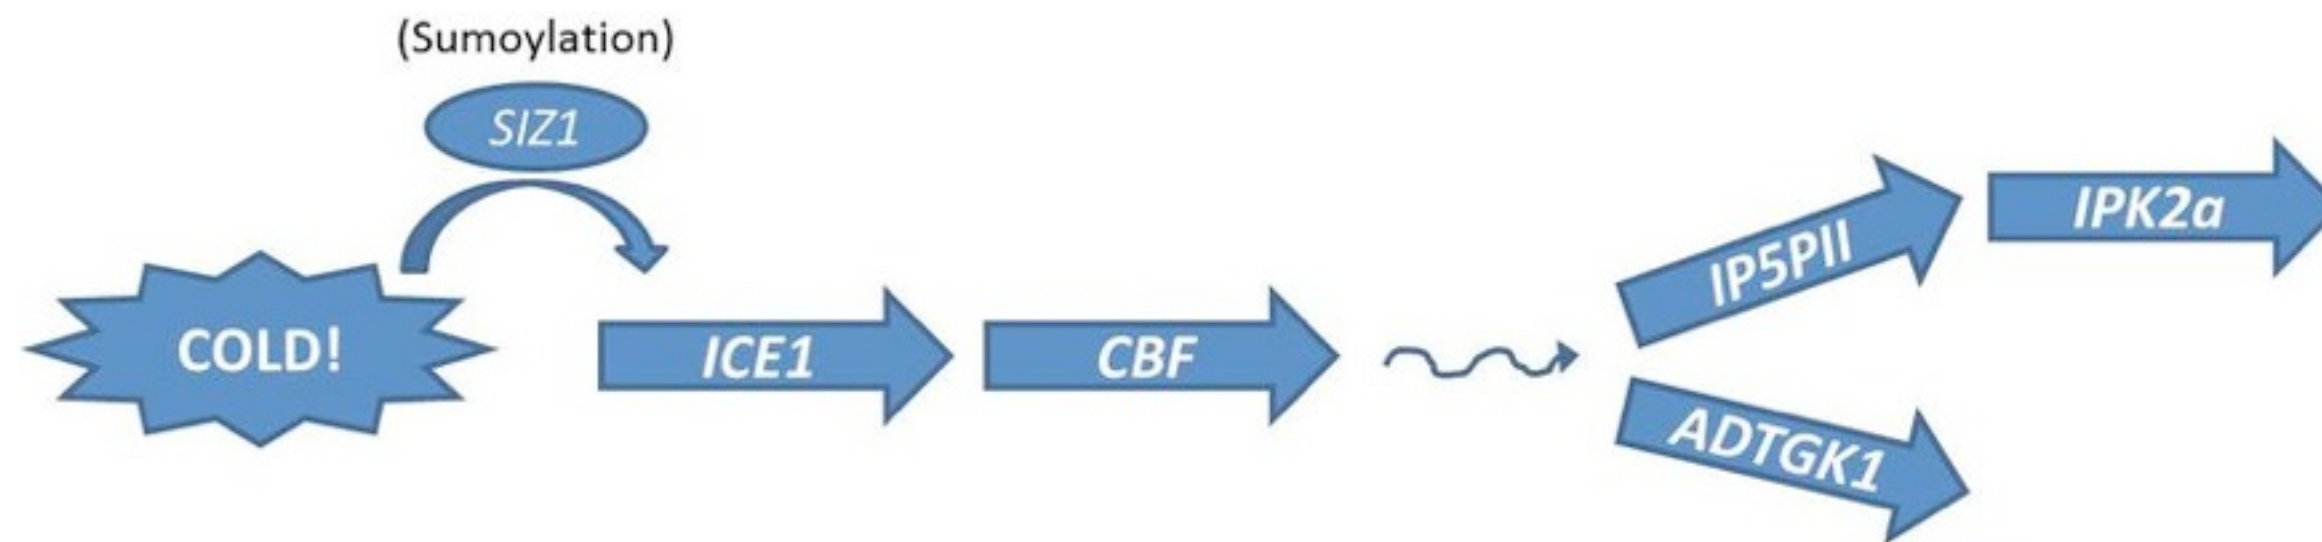 (Sumoylation)
SIZ1
COLD!
ICE1
CBF
IP5PII
IPK2a
ADTGK1